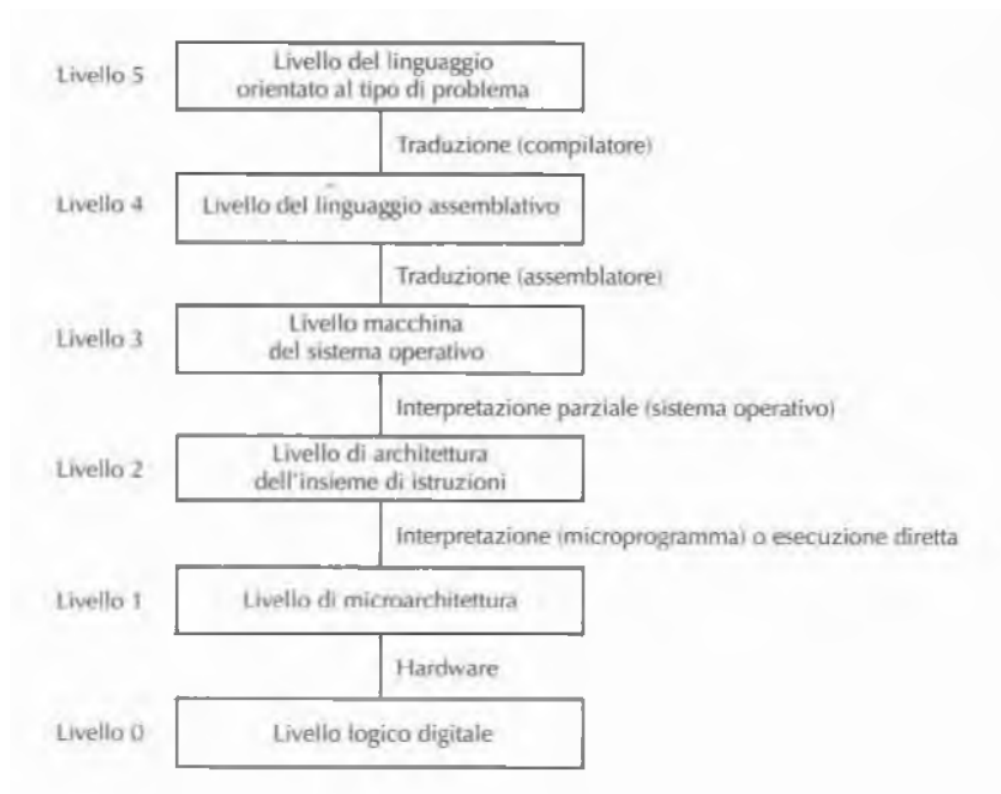 Livello 5
Livello del linguaggio
orientato al tipo di problema
Traduzione (compilatore)
Livello 4
Livello del linguaggio assemblativo
Traduzione (assemblatore)
Livello 3
Livello macchina
del sistema operativo
Interpretazione parziale (sistema operativo)
Livello 2
Livello di architettura
dell'insieme di istruzioni
Interpretazione (microprogramma) o esecuzione diretta
Livello 1
Livello di microarchitettura
Hardware
Livello 0
Livello logico digitale